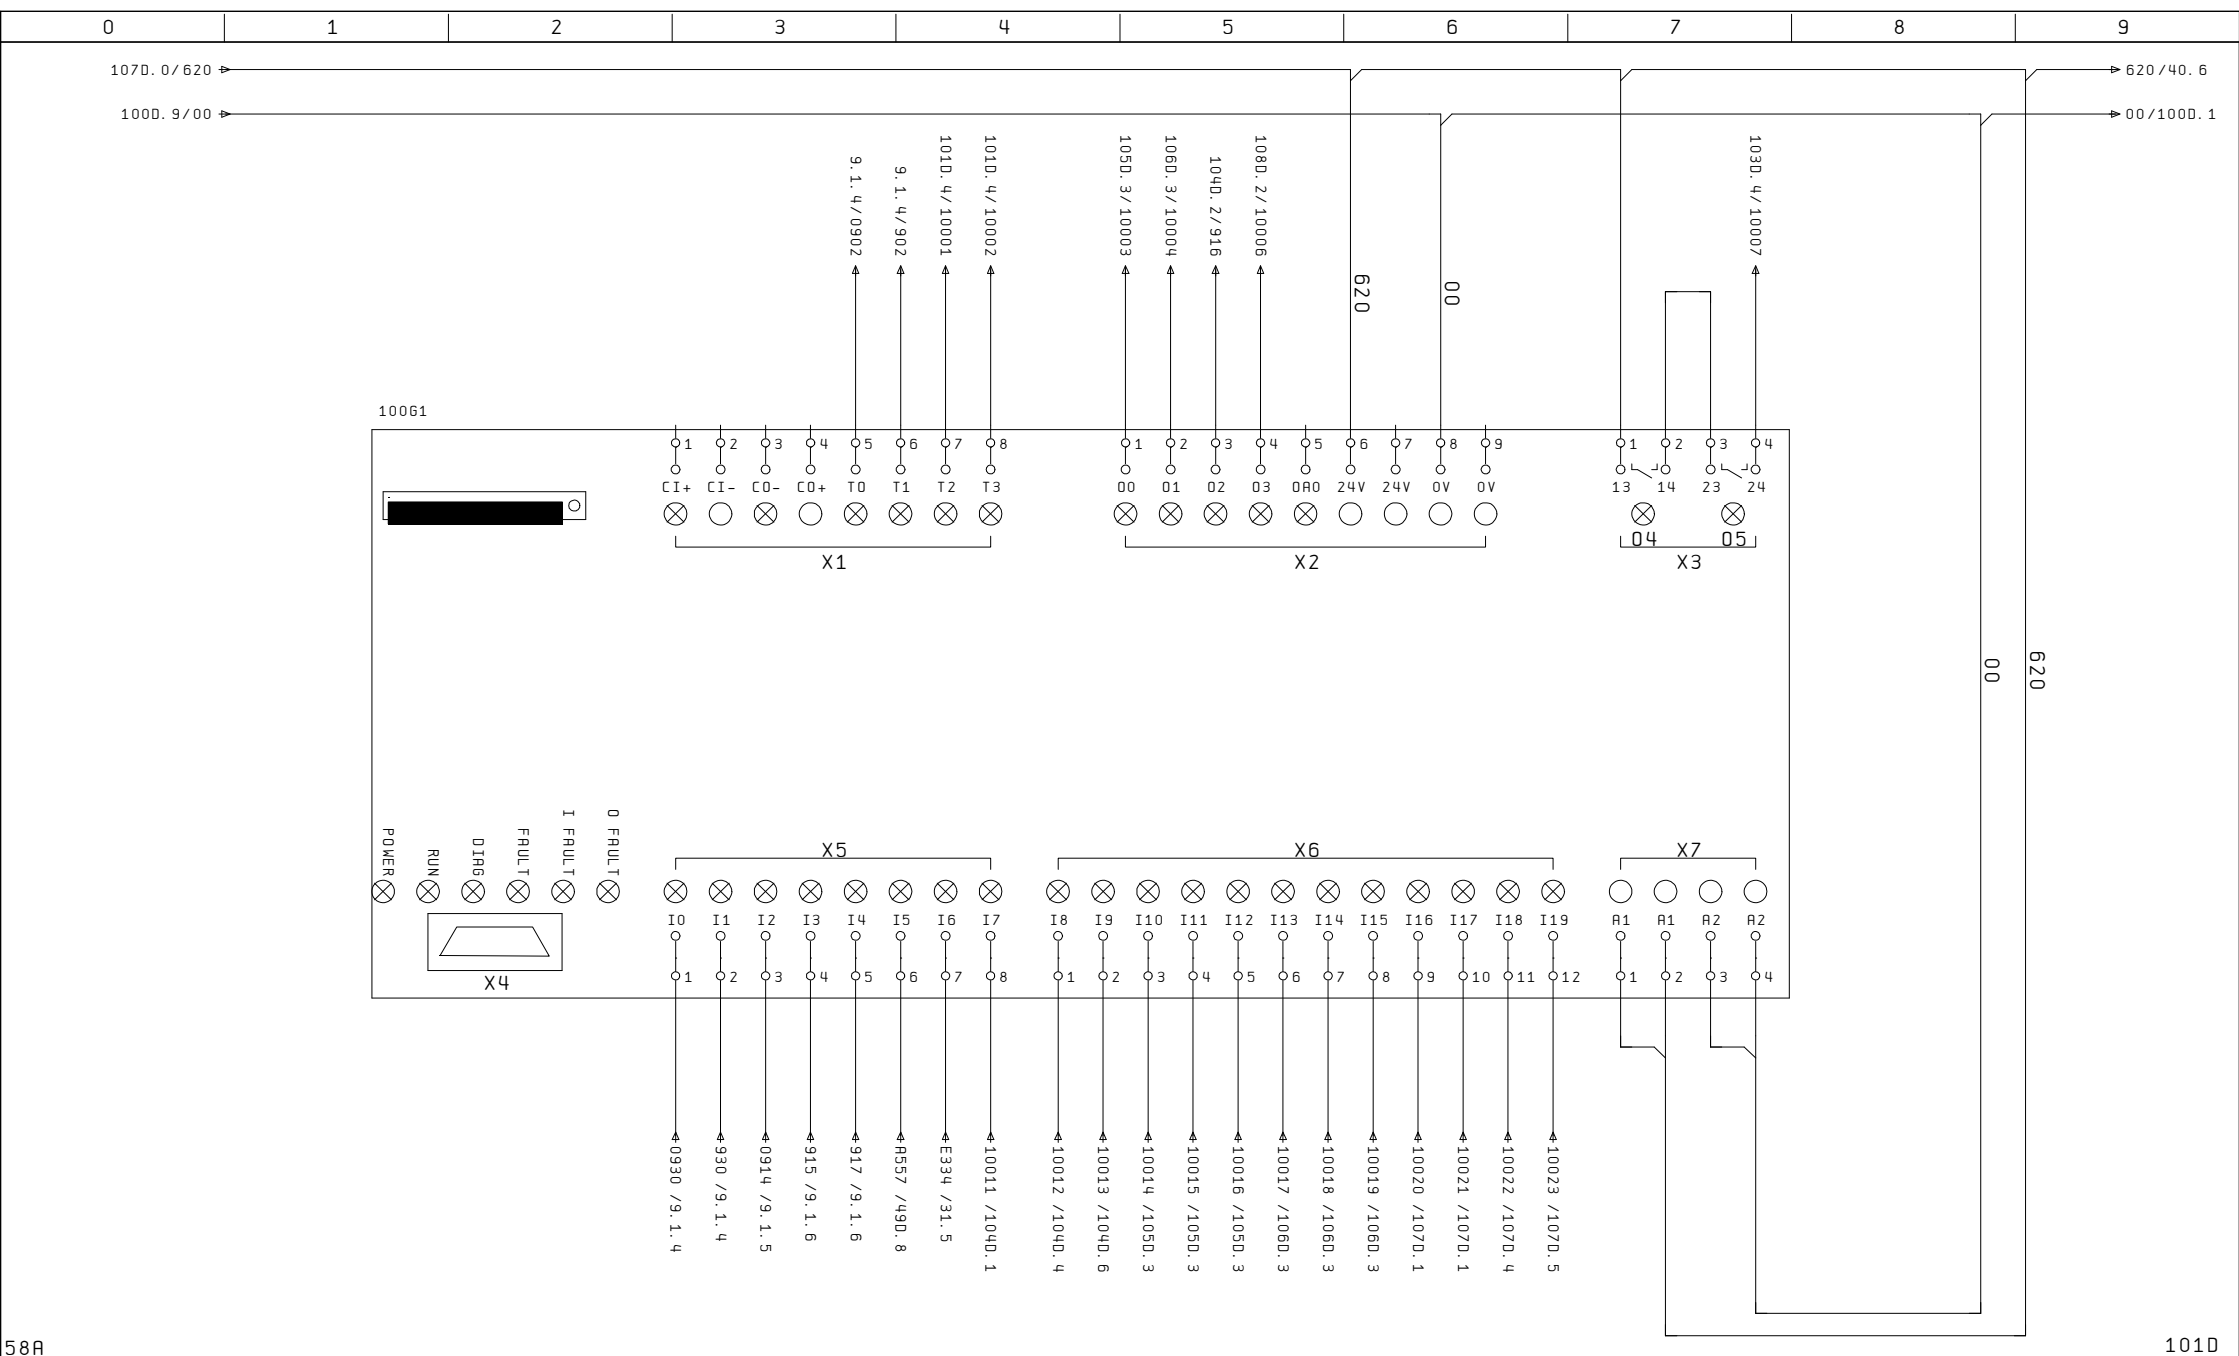 0 1 2 3 4 5 6 7 8 9
107D.0/620
620/40.6
100D.9/00
00/100D.1
9.1.4/0902
9.1.4/902
101D.4/10001
101D.4/10002
105D.3/10003
106D.3/10004
104D.2/916
108D.2/10006
620
00
103D.4/10007
100G1
1 2 3 4 5 6 7 8
1 2 3 4 5 6 7 8 9
1 2 3 4
CI+ CI- CO- CO+ T0 T1 T2 T3
O0 O1 O2 O3 OA0 24V 24V 0V 0V
13 14 23 24
O4 O5
X1
X2
X3
00
620
POWER
RUN
DIAG
FAULT
I FAULT
O FAULT
X5
X6
X7
I0 I1 I2 I3 I4 I5 I6 I7
I8 I9 I10 I11 I12 I13 I14 I15 I16 I17 I18 I19
A1 A1 A2 A2
X4
1 2 3 4 5 6 7 8
1 2 3 4 5 6 7 8 9 10 11 12
1 2 3 4
0930 /9.1.4
930 /9.1.4
0914 /9.1.5
915 /9.1.6
917 /9.1.6
A557 /49D.8
E334 /31.5
10011 /104D.1
10012 /104D.4
10013 /104D.6
10014 /105D.3
10015 /105D.3
10016 /105D.3
10017 /106D.3
10018 /106D.3
10019 /106D.3
10020 /107D.1
10021 /107D.1
10022 /107D.4
10023 /107D.5
58A
101D